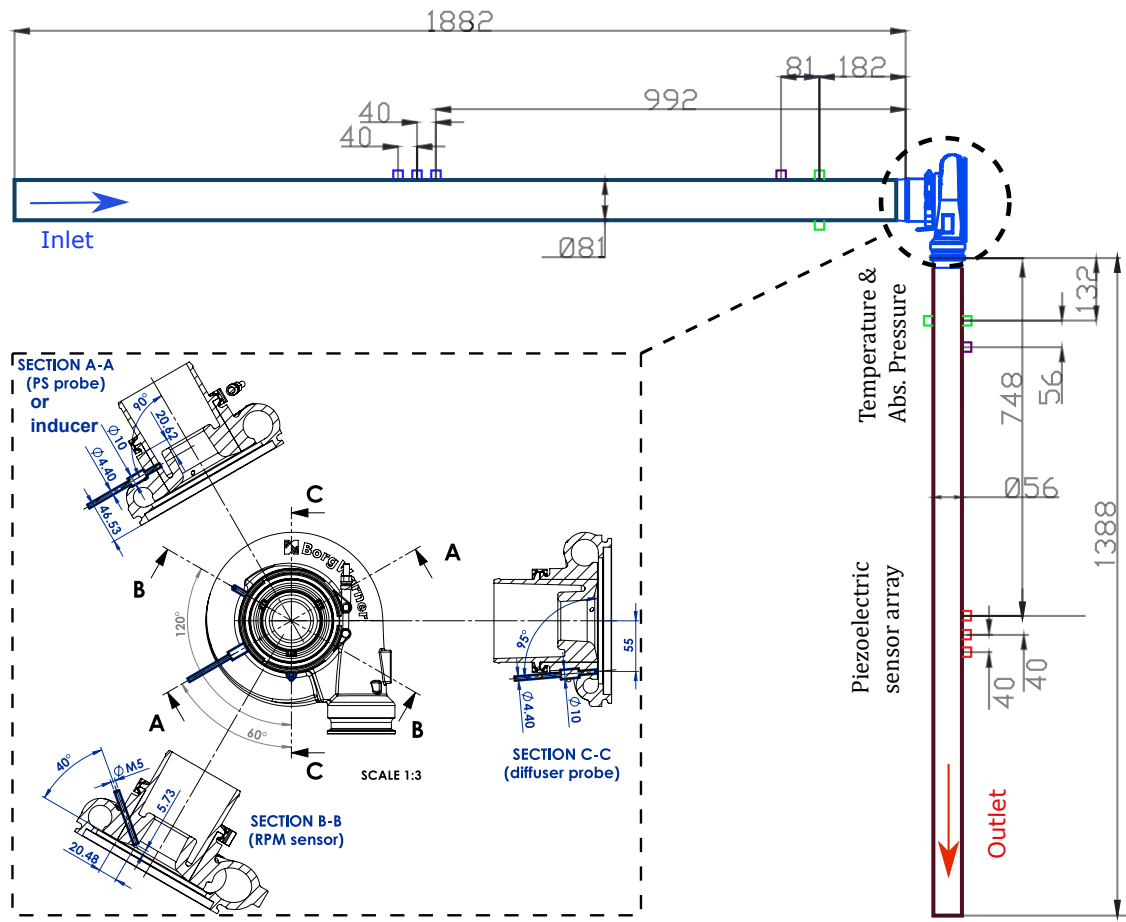 1882
81
182
992
40
40
Inlet
Ø81
Temperature &
Abs. Pressure
132
748
56
Ø56
1388
Piezoelectric
sensor array
40
40
Outlet
SECTION A-A
(PS probe)
or
inducer
90°
20.62
Ø10
Ø4.40
46.53
C
A
B
BorgWarner
120°
A
B
60°
C
SCALE 1:3
95°
55
Ø4.40
Ø10
SECTION C-C
(diffuser probe)
40°
ØM5
5.73
20.48
SECTION B-B
(RPM sensor)